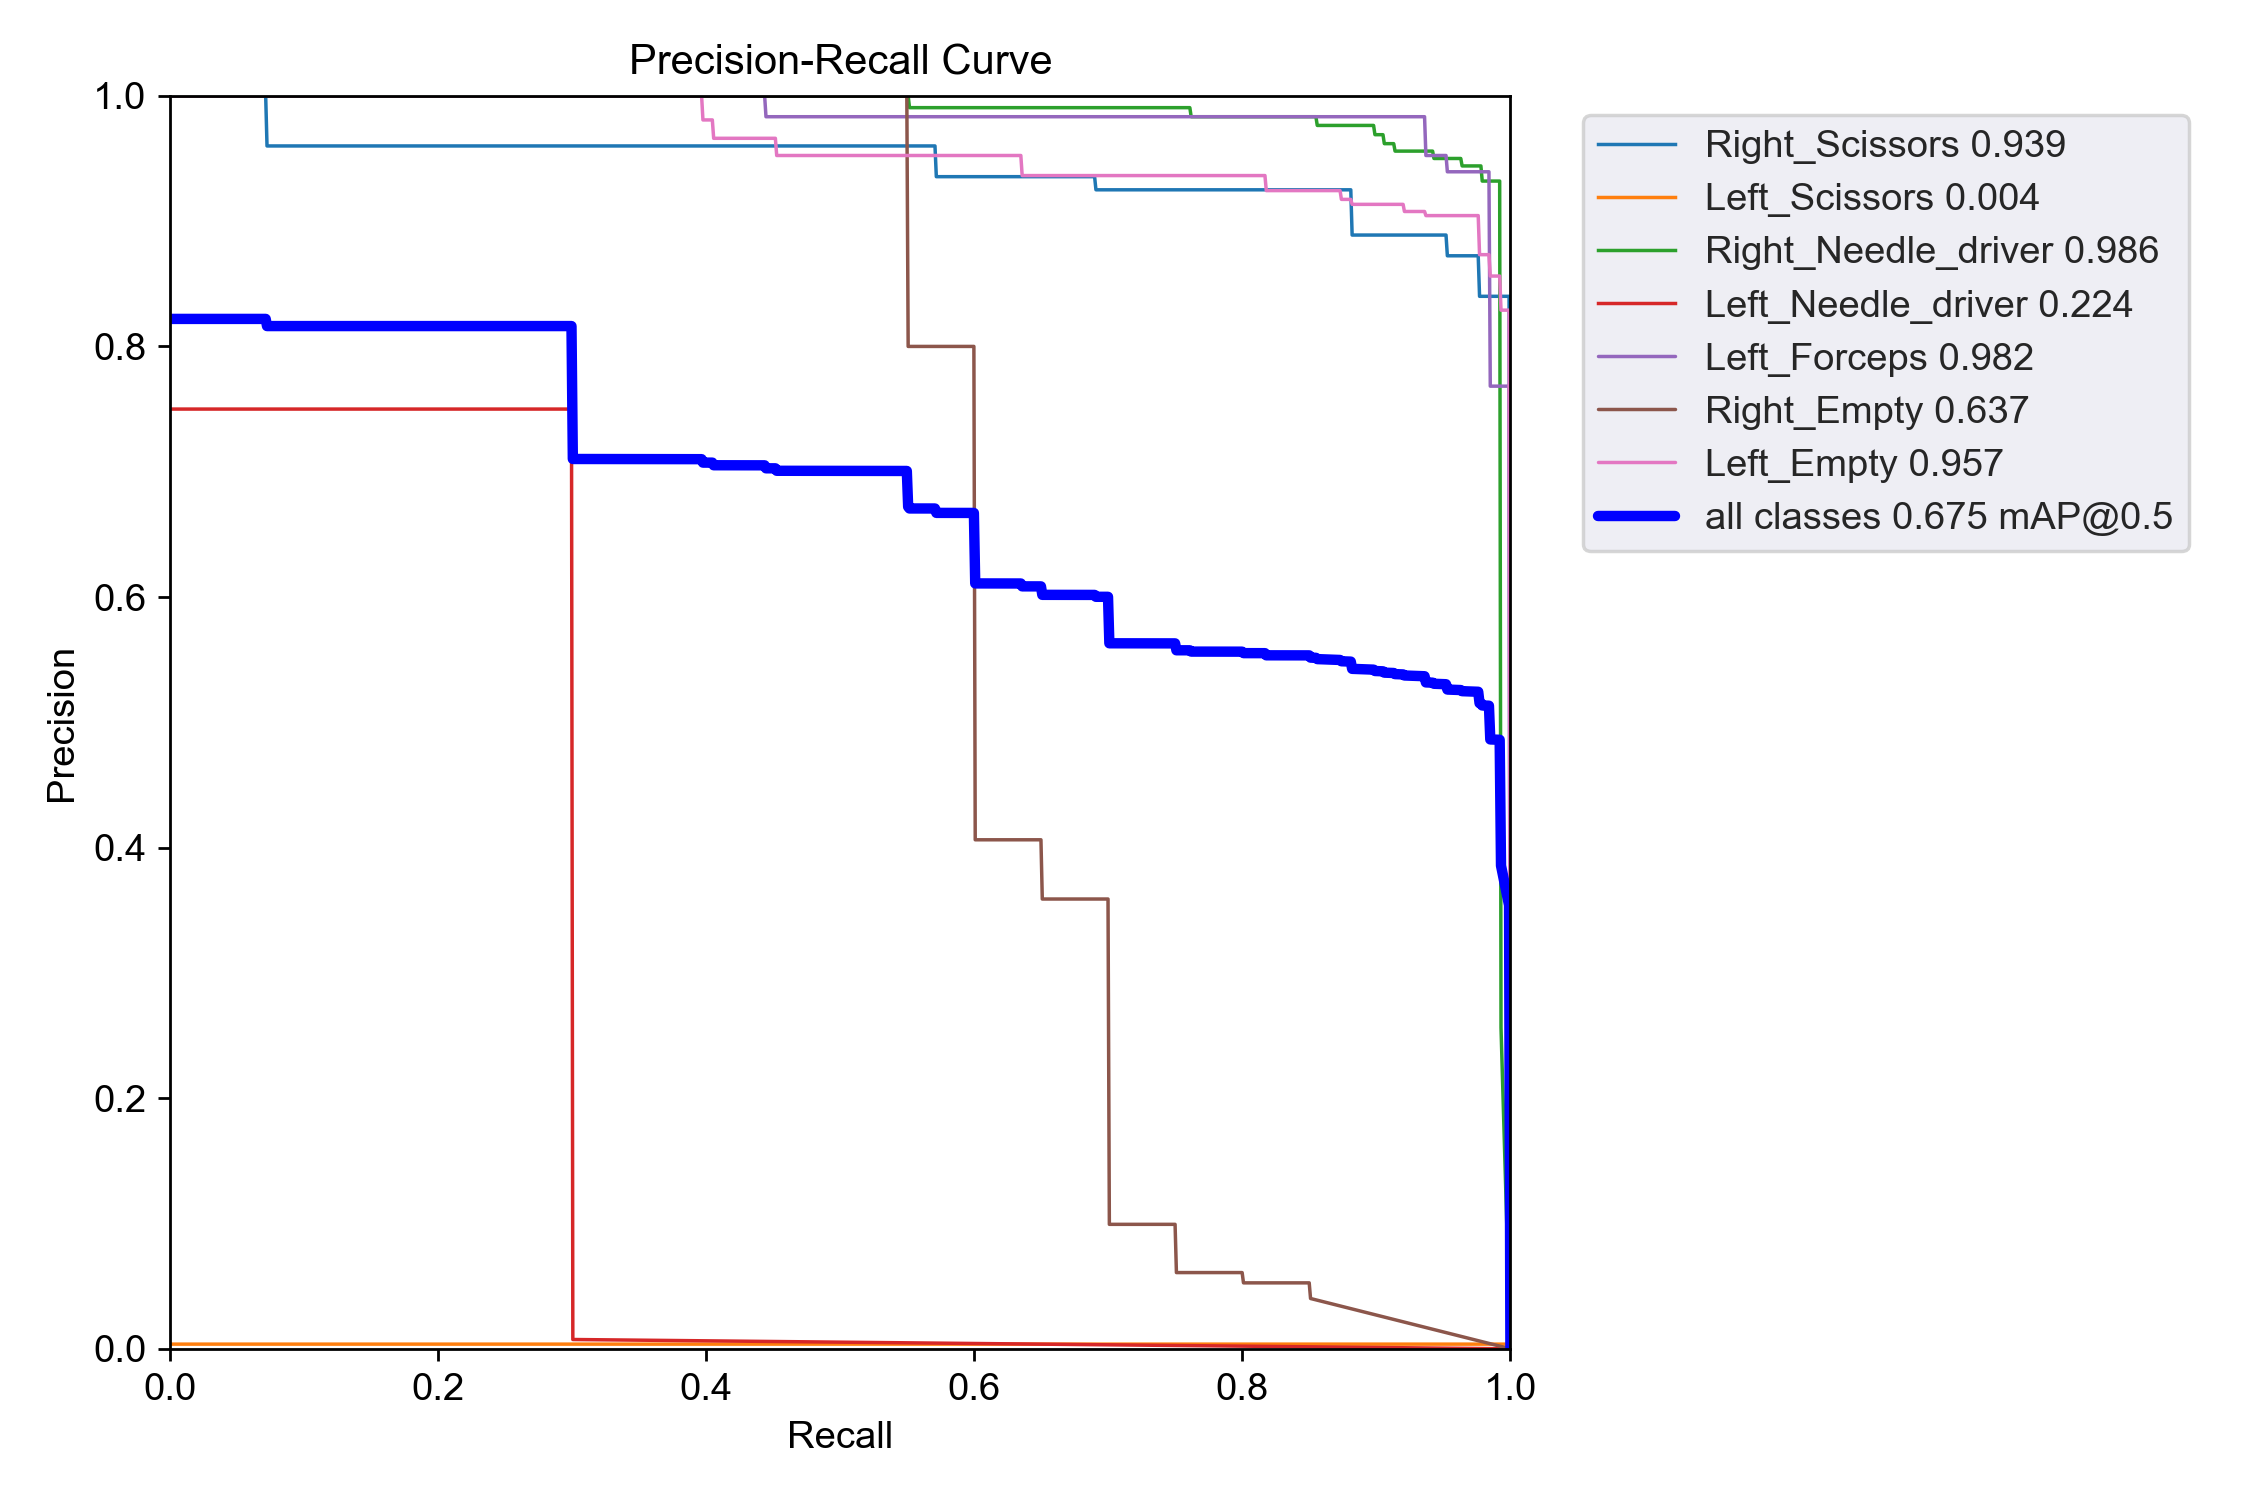 Precision-Recall Curve
1.0
0.8
0.6
0.4
0.2
0.0
Precision
0.0 0.2 0.4 0.6 0.8 1.0
Recall
Right_Scissors 0.939
Left_Scissors 0.004
Right_Needle_driver 0.986
Left_Needle_driver 0.224
Left_Forceps 0.982
Right_Empty 0.637
Left_Empty 0.957
all classes 0.675 mAP@0.5